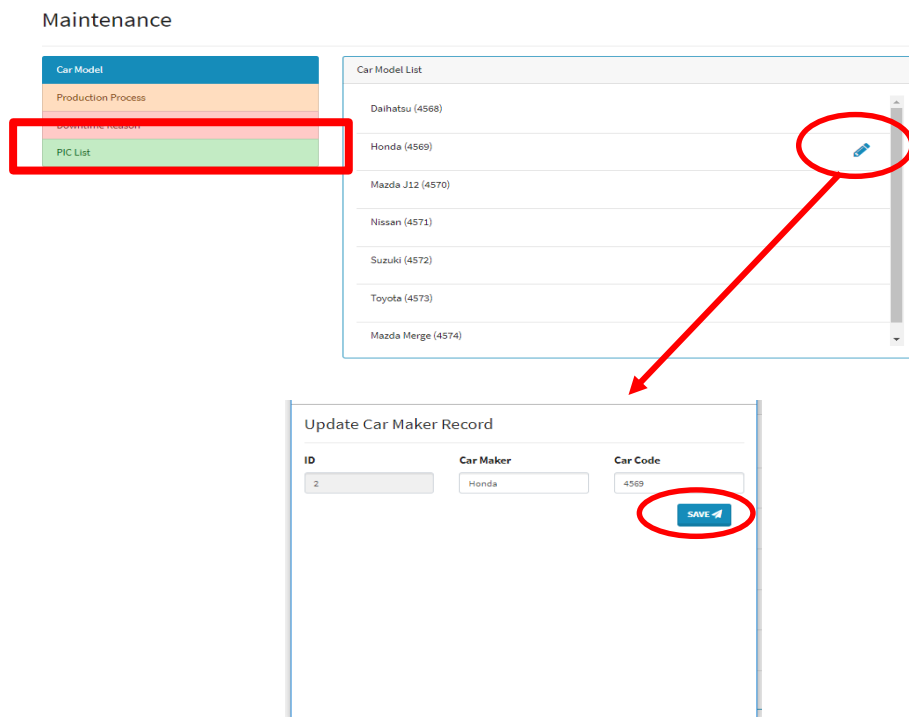 Maintenance
Car Model
Production Process
Downtime Reason
PIC List
Car Model List
Daihatsu (4568)
Honda (4569)
Mazda J12 (4570)
Nissan (4571)
Suzuki (4572)
Toyota (4573)
Mazda Merge (4574)
Update Car Maker Record
ID Car Maker Car Code
2 Honda 4569
SAVE